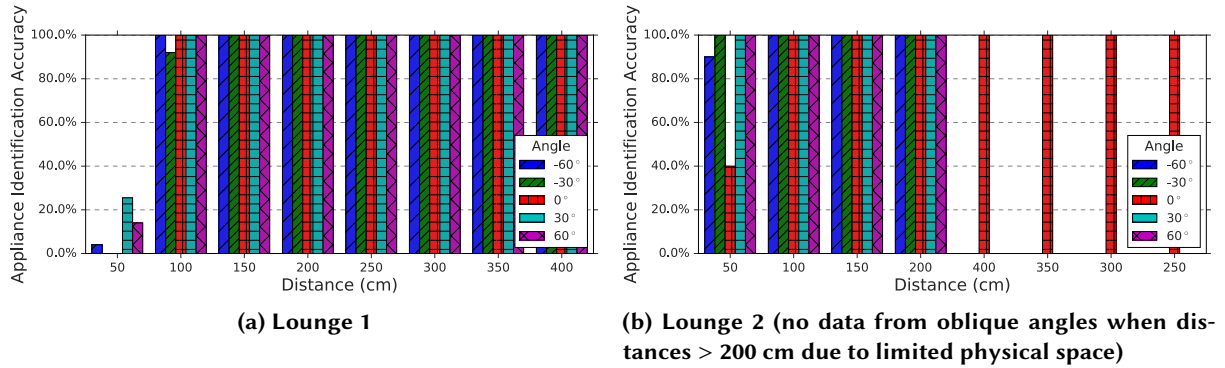 Appliance Identification Accuracy
100.0%
80.0%
60.0%
40.0%
20.0%
0.0%
50 100 150 200 250 300 350 400
Distance (cm)
Angle
-60°
-30°
0°
30°
60°
(a) Lounge 1
Appliance Identification Accuracy
100.0%
80.0%
60.0%
40.0%
20.0%
0.0%
50 100 150 200 400 350 300 250
Distance (cm)
Angle
-60°
-30°
0°
30°
60°
(b) Lounge 2 (no data from oblique angles when dis-
tances > 200 cm due to limited physical space)